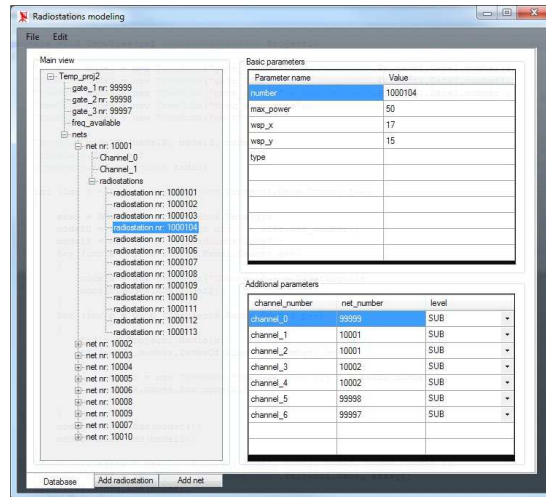 Radiostations modeling
File Edit
Main view
Temp_proj2
gate_1 nr: 99999
gate_2 nr: 99998
gate_3 nr: 99997
freq_available
nets
net nr: 10001
Channel_0
Channel_1
radiostations
radiostation nr: 1000101
radiostation nr: 1000102
radiostation nr: 1000103
radiostation nr: 1000104
radiostation nr: 1000105
radiostation nr: 1000106
radiostation nr: 1000107
radiostation nr: 1000108
radiostation nr: 1000109
radiostation nr: 1000110
radiostation nr: 1000111
radiostation nr: 1000112
radiostation nr: 1000113
net nr: 10002
net nr: 10003
net nr: 10004
net nr: 10005
net nr: 10006
net nr: 10008
net nr: 10009
net nr: 10007
net nr: 10010
Basic parameters
Parameter name Value
number 1000104
max_power 50
wsp_x 17
wsp_y 15
type
Additional parameters
channel_number net_number level
channel_0 99999 SUB
channel_1 10001 SUB
channel_2 10001 SUB
channel_3 10002 SUB
channel_4 10002 SUB
channel_5 99998 SUB
channel_6 99997 SUB
Database Add radiostation Add net